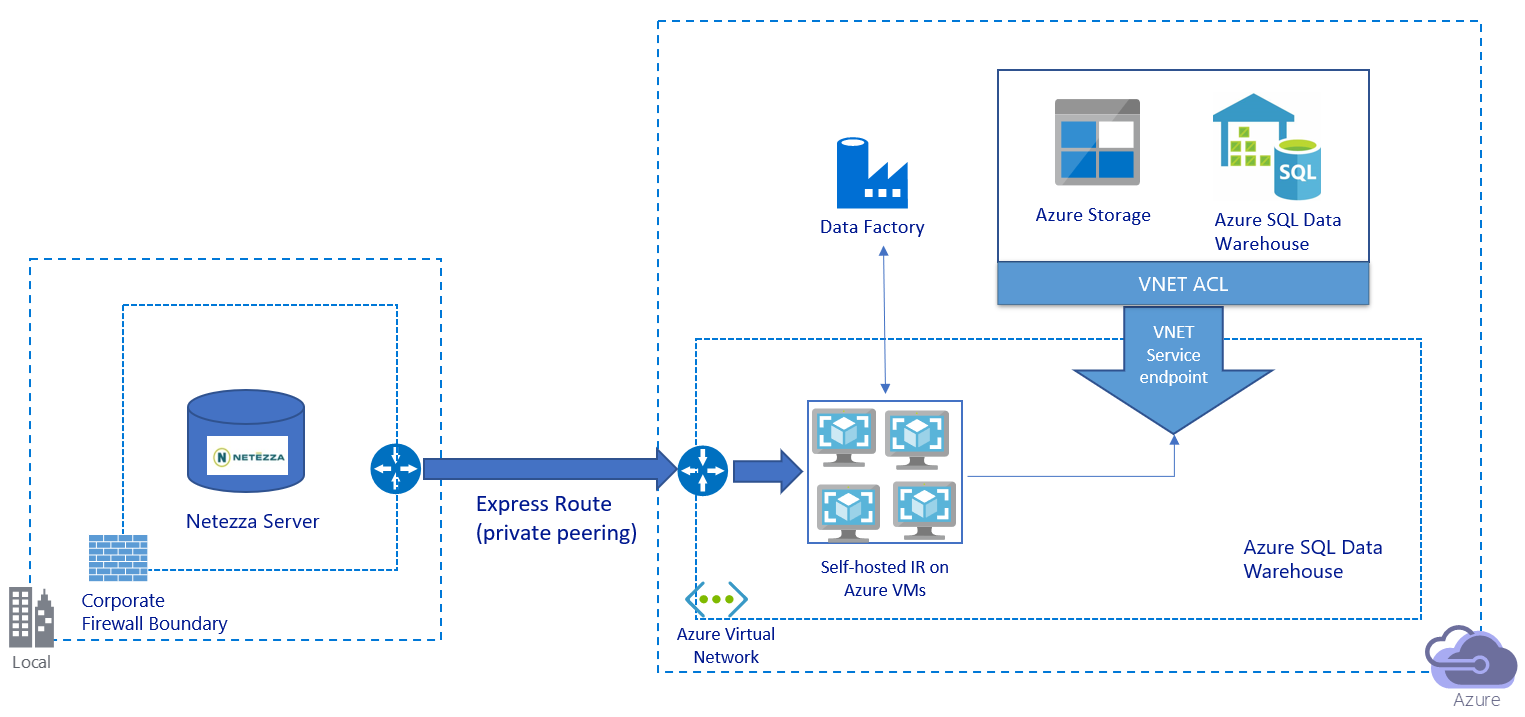 Azure Storage
SQL
Azure SQL Data
Warehouse
Data Factory
VNET ACL
VNET
Service
endpoint
N NETEZZA
Netezza Server
Express Route
(private peering)
Self-hosted IR on
Azure VMs
Azure SQL Data
Warehouse
Corporate
Firewall Boundary
Local
Azure Virtual
Network
Azure